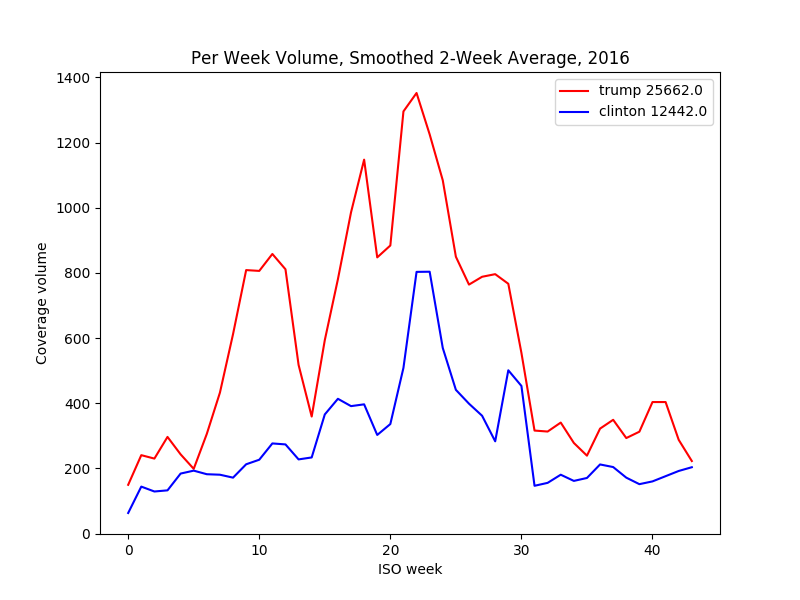 Per Week Volume, Smoothed 2-Week Average, 2016
trump 25662.0
clinton 12442.0
Coverage volume
1400
1200
1000
800
600
400
200
0
0 10 20 30 40
ISO week